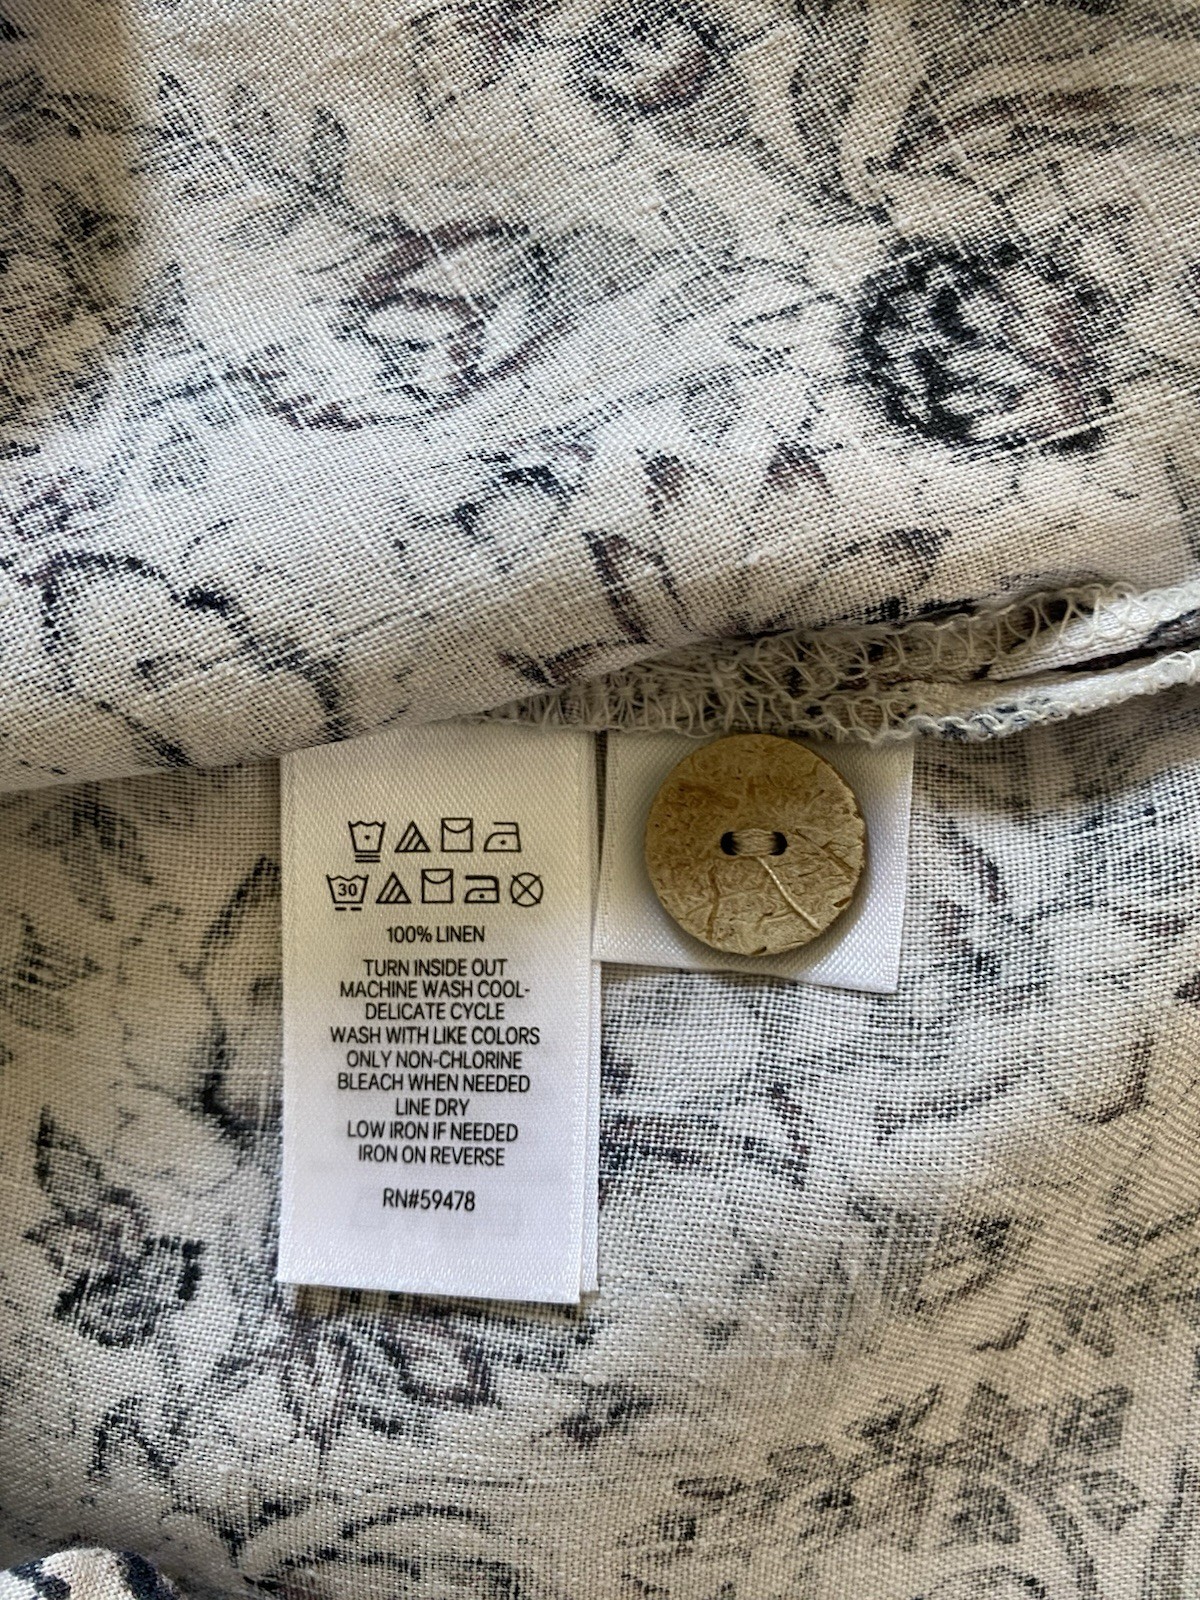 30
100% LINEN
TURN INSIDE OUT
MACHINE WASH COOL-
DELICATE CYCLE
WASH WITH LIKE COLORS
ONLY NON-CHLORINE
BLEACH WHEN NEEDED
LINE DRY
LOW IRON IF NEEDED
IRON ON REVERSE
RN#59478